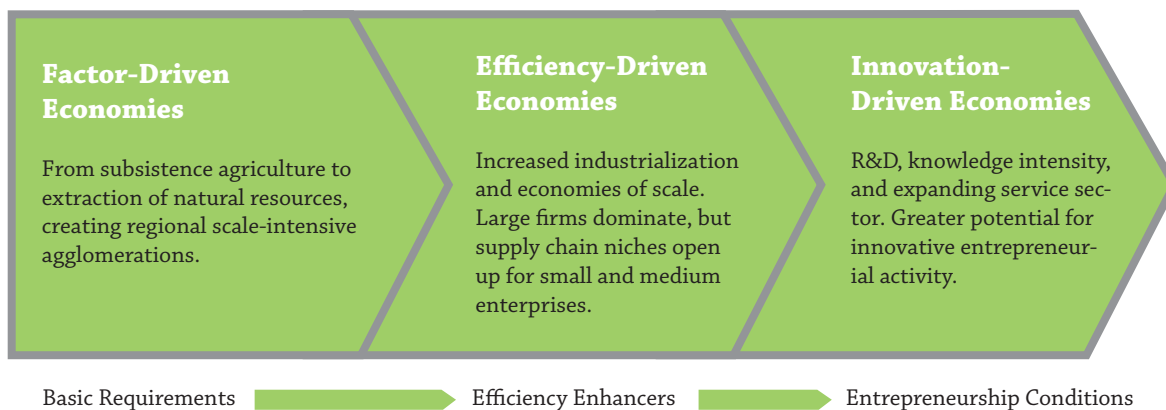 Factor-Driven
Economies
From subsistence agriculture to
extraction of natural resources,
creating regional scale-intensive
agglomerations.
Efficiency-Driven
Economies
Increased industrialization
and economies of scale.
Large firms dominate, but
supply chain niches open
up for small and medium
enterprises.
Innovation-
Driven Economies
R&D, knowledge intensity,
and expanding service sec-
tor. Greater potential for
innovative entrepreneur-
ial activity.
Basic Requirements
Efficiency Enhancers
Entrepreneurship Conditions